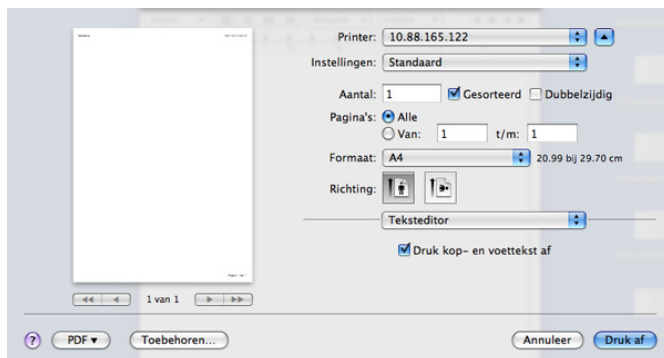 Printer: 10.88.165.122
Instellingen: Standaard
Aantal: 1 Gesorteerd Dubbelzijdig
Pagina's: Alle
Van: 1 t/m: 1
Formaat: A4 20.99 bij 29.70 cm
Richting:
Teksteditor
Druk kop- en voettekst af
1 van 1
? PDF ▾ Toebehoren... Annuleer Druk af